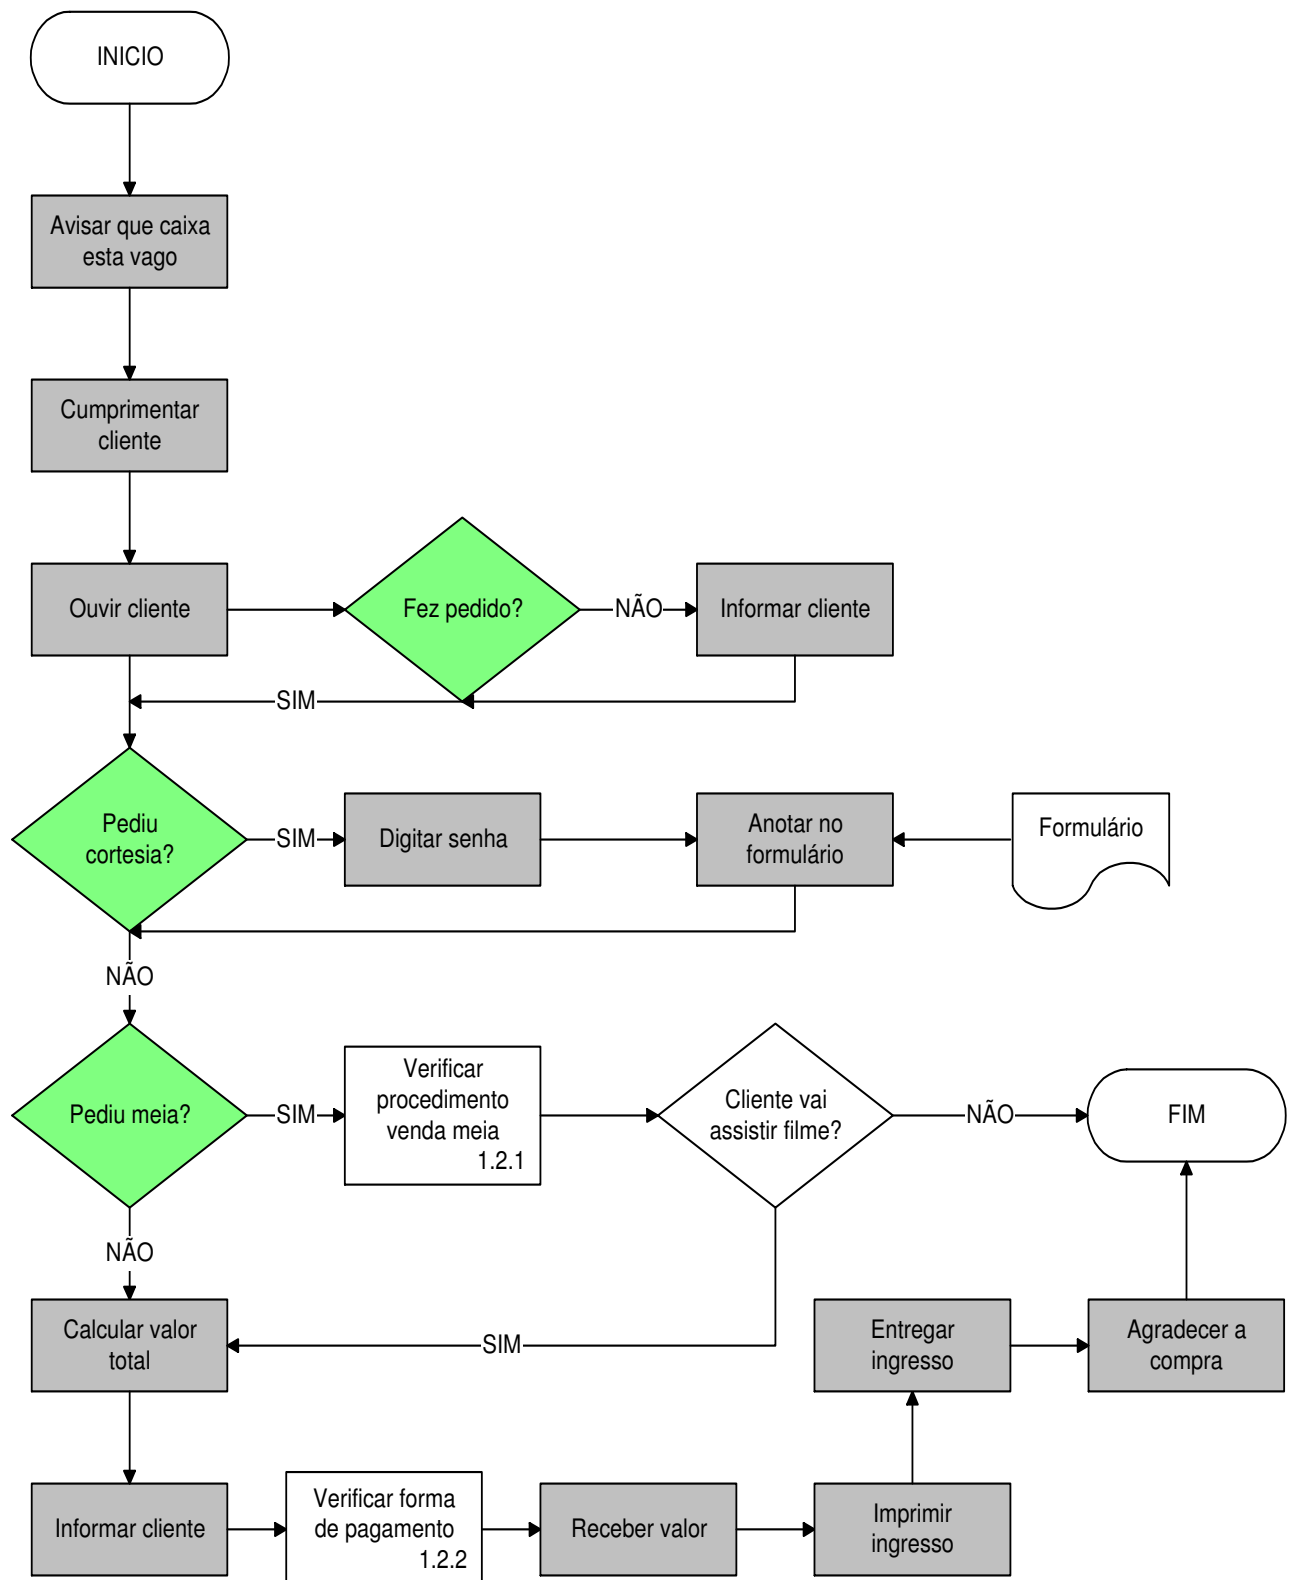 INICIO
Avisar que caixa
esta vago
Cumprimentar
cliente
Ouvir cliente
Fez pedido?
NÃO
Informar cliente
SIM
Pediu
cortesia?
SIM
Digitar senha
Anotar no
formulário
Formulário
NÃO
Pediu meia?
SIM
Verificar
procedimento
venda meia
1.2.1
Cliente vai
assistir filme?
NÃO
FIM
NÃO
Calcular valor
total
SIM
Entregar
ingresso
Agradecer a
compra
Informar cliente
Verificar forma
de pagamento
1.2.2
Receber valor
Imprimir
ingresso